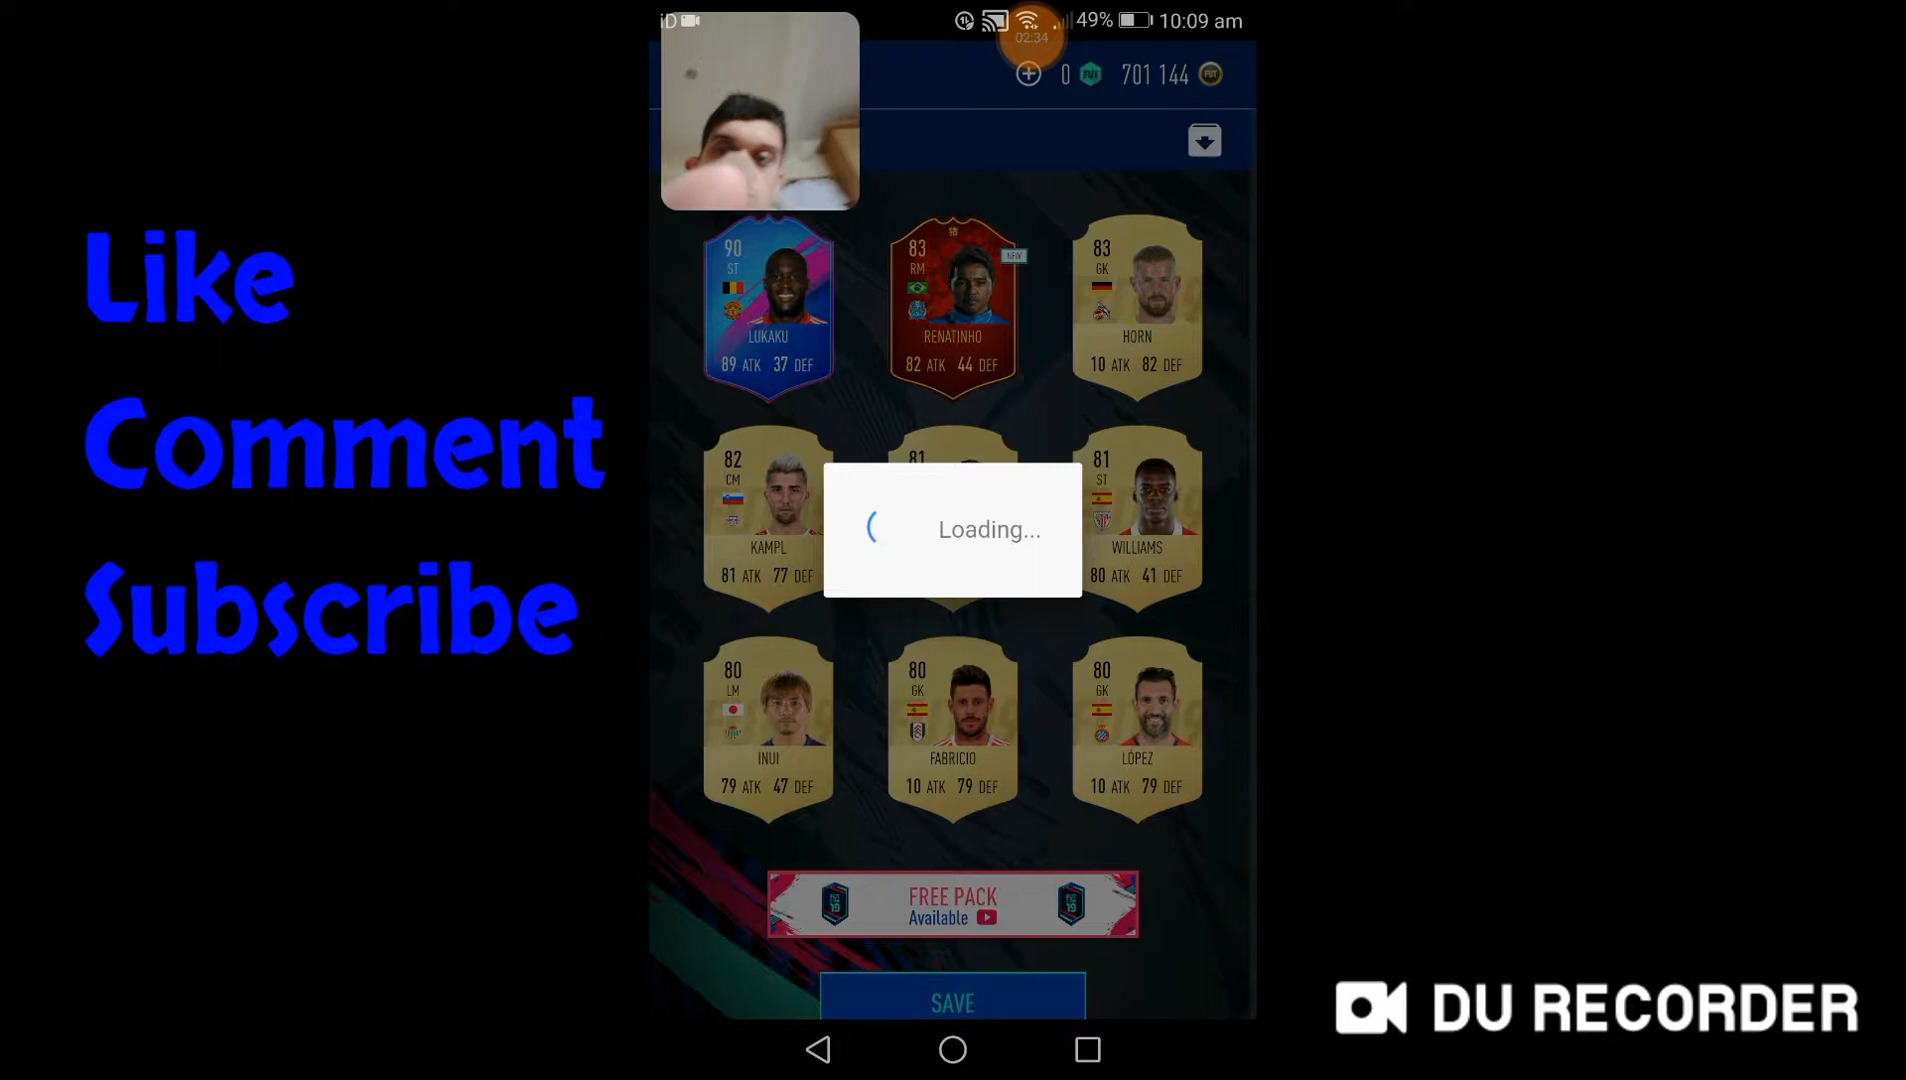 iD 49% 10:09 am
02:34
0 FUT 701 144 FUT
90 83 83
ST RM GK
NEW
LUKAKU RENATINHO HORN
89 ATK 37 DEF 82 ATK 44 DEF 10 ATK 82 DEF
82 81 81
CM ST
Loading...
KAMPL WILLIAMS
81 ATK 77 DEF 80 ATK 41 DEF
80 80 80
LM GK GK
INUI FABRICIO LÓPEZ
79 ATK 47 DEF 10 ATK 79 DEF 10 ATK 79 DEF
FREE PACK
Available
SAVE
Like
Comment
Subscribe
DU RECORDER